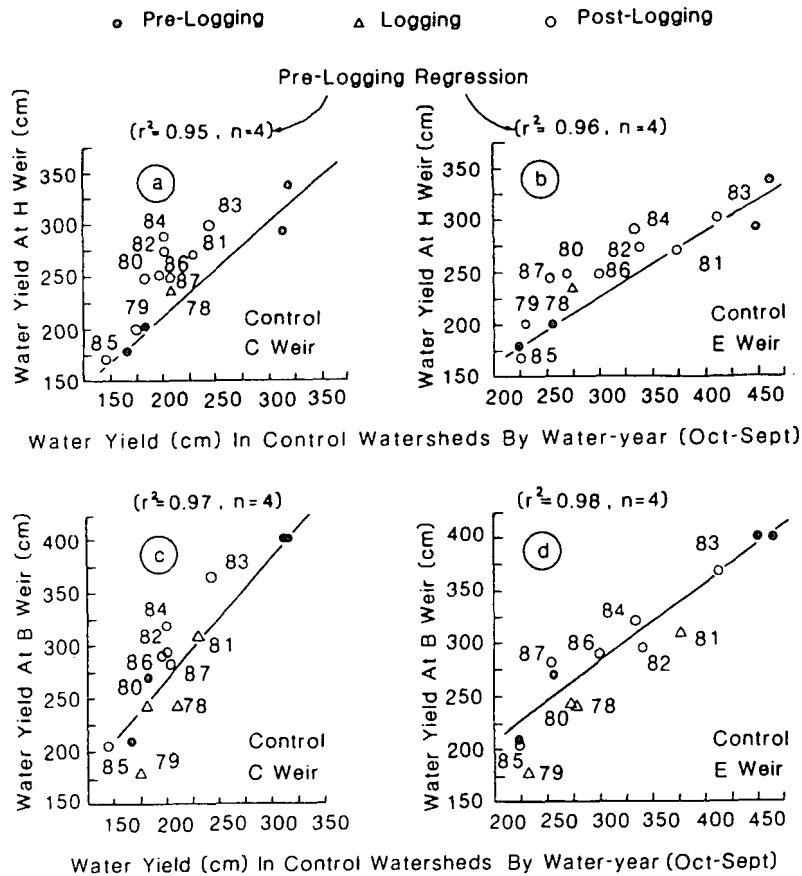 Pre-Logging Logging Post-Logging
Pre-Logging Regression
(r²=0.95, n=4) (r²=0.96, n=4)
Water Yield At H Weir (cm)
350
300
250
200
150
a
84
83
82
81
80
86
87
79
78
85
Control
C Weir
150 200 250 300 350
Water Yield At H Weir (cm)
350
300
250
200
150
b
83
84
80
82
81
87
86
79 78
85
Control
E Weir
200 250 300 350 400 450
Water Yield (cm) In Control Watersheds By Water-year (Oct-Sept)
(r²=0.97, n=4) (r²=0.98, n=4)
Water Yield At B Weir (cm)
400
350
300
250
200
150
c
83
84
82
81
86
87
80
78
79
85
Control
C Weir
150 200 250 300 350
Water Yield At B Weir (cm)
400
350
300
250
200
150
d
83
84
81
86
82
87
80
78
85
79
Control
E Weir
200 250 300 350 400 450
Water Yield (cm) In Control Watersheds By Water-year (Oct-Sept)